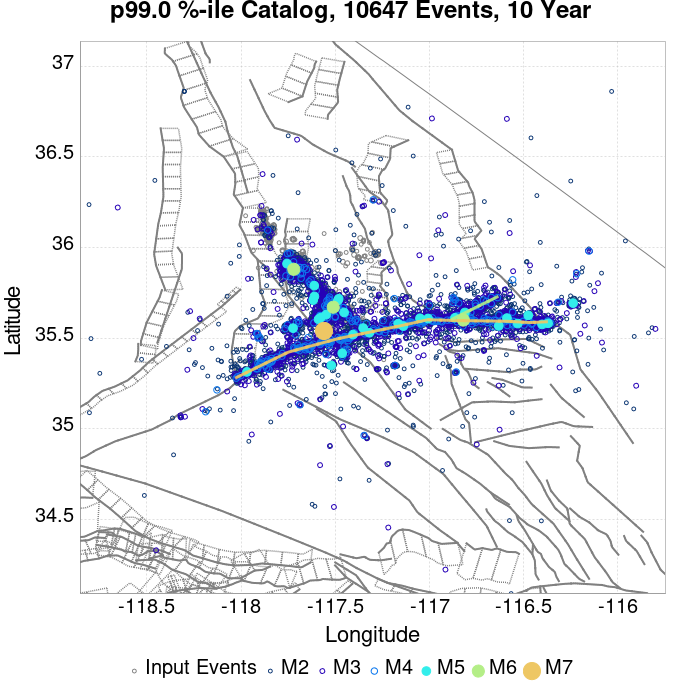 p99.0 %-ile Catalog, 10647 Events, 10 Year
37
36.5
36
35.5
35
34.5
Latitude
-118.5 -118 -117.5 -117 -116.5 -116
Longitude
Input Events M2 M3 M4 M5 M6 M7